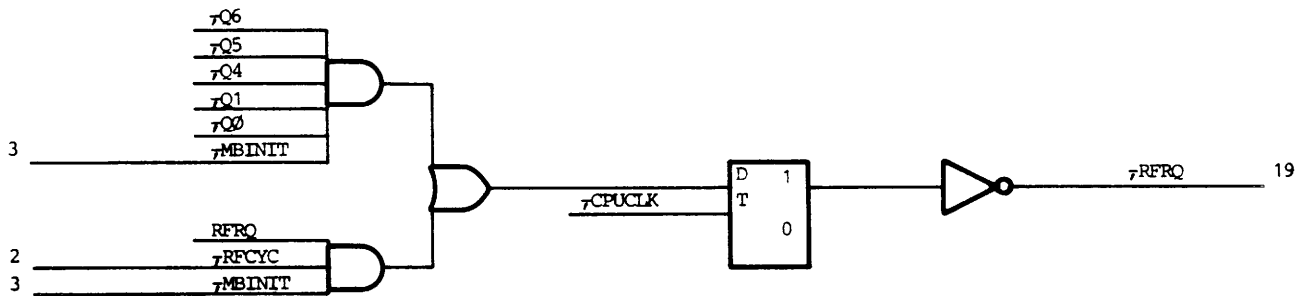 ¬Q6
¬Q5
¬Q4
¬Q1
¬QØ
3 ¬MBINIT
D 1
¬RFRQ 19
¬CPUCLK T
0
RFRQ
2 ¬RFCYC
3 ¬MBINIT